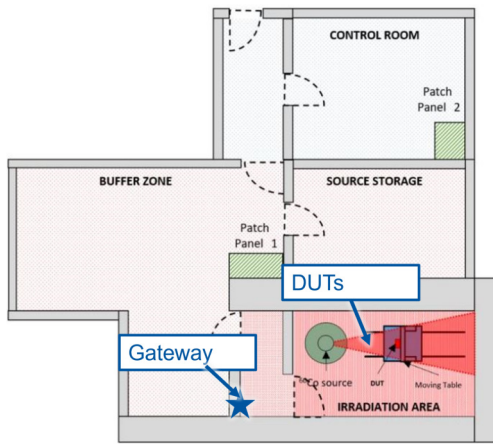 CONTROL ROOM
Patch
Panel 2
BUFFER ZONE
SOURCE STORAGE
Patch
Panel 1
DUTs
Gateway
⁶⁰Co source
DUT
Moving Table
IRRADIATION AREA